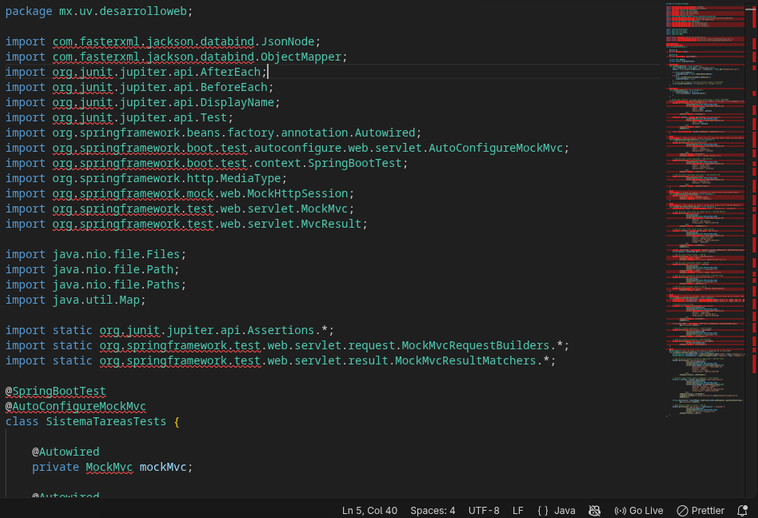 package mx.uv.desarrolloweb;
import com.fasterxml.jackson.databind.JsonNode;
import com.fasterxml.jackson.databind.ObjectMapper;
import org.junit.jupiter.api.AfterEach;
import org.junit.jupiter.api.BeforeEach;
import org.junit.jupiter.api.DisplayName;
import org.junit.jupiter.api.Test;
import org.springframework.beans.factory.annotation.Autowired;
import org.springframework.boot.test.autoconfigure.web.servlet.AutoConfigureMockMvc;
import org.springframework.boot.test.context.SpringBootTest;
import org.springframework.http.MediaType;
import org.springframework.mock.web.MockHttpSession;
import org.springframework.test.web.servlet.MockMvc;
import org.springframework.test.web.servlet.MvcResult;
import java.nio.file.Files;
import java.nio.file.Path;
import java.nio.file.Paths;
import java.util.Map;
import static org.junit.jupiter.api.Assertions.*;
import static org.springframework.test.web.servlet.request.MockMvcRequestBuilders.*;
import static org.springframework.test.web.servlet.result.MockMvcResultMatchers.*;
@SpringBootTest
@AutoConfigureMockMvc
class SistemaTareasTests {
@Autowired
private MockMvc mockMvc;
@Autowired
Ln 5, Col 40 Spaces: 4 UTF-8 LF { } Java Go Live Prettier